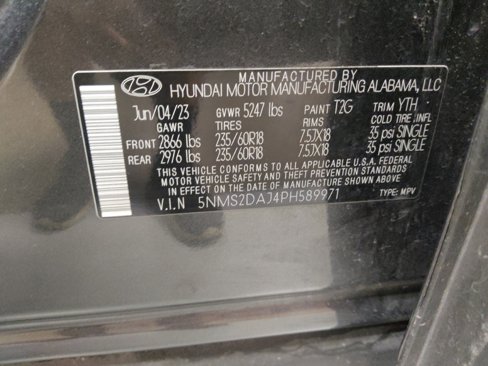 MANUFACTURED BY
HYUNDAI MOTOR MANUFACTURING ALABAMA, LLC
Jun/04/23 GVWR 5247 lbs PAINT T2G TRIM YTH
GAWR TIRES RIMS COLD TIRE .INFL
FRONT 2866 lbs 235/60R18 7.5JX18 35 psi SINGLE
REAR 2976 lbs 235/60R18 7.5JX18 35 psi SINGLE
THIS VEHICLE CONFORMS TO ALL APPLICABLE U.S.A. FEDERAL
MOTOR VEHICLE SAFETY AND THEFT PREVENTION STANDARDS
IN EFFECT ON THE DATE OF MANUFACTURE SHOWN ABOVE.
V.I.N 5NMS2DAJ4PH589971 TYPE: MPV